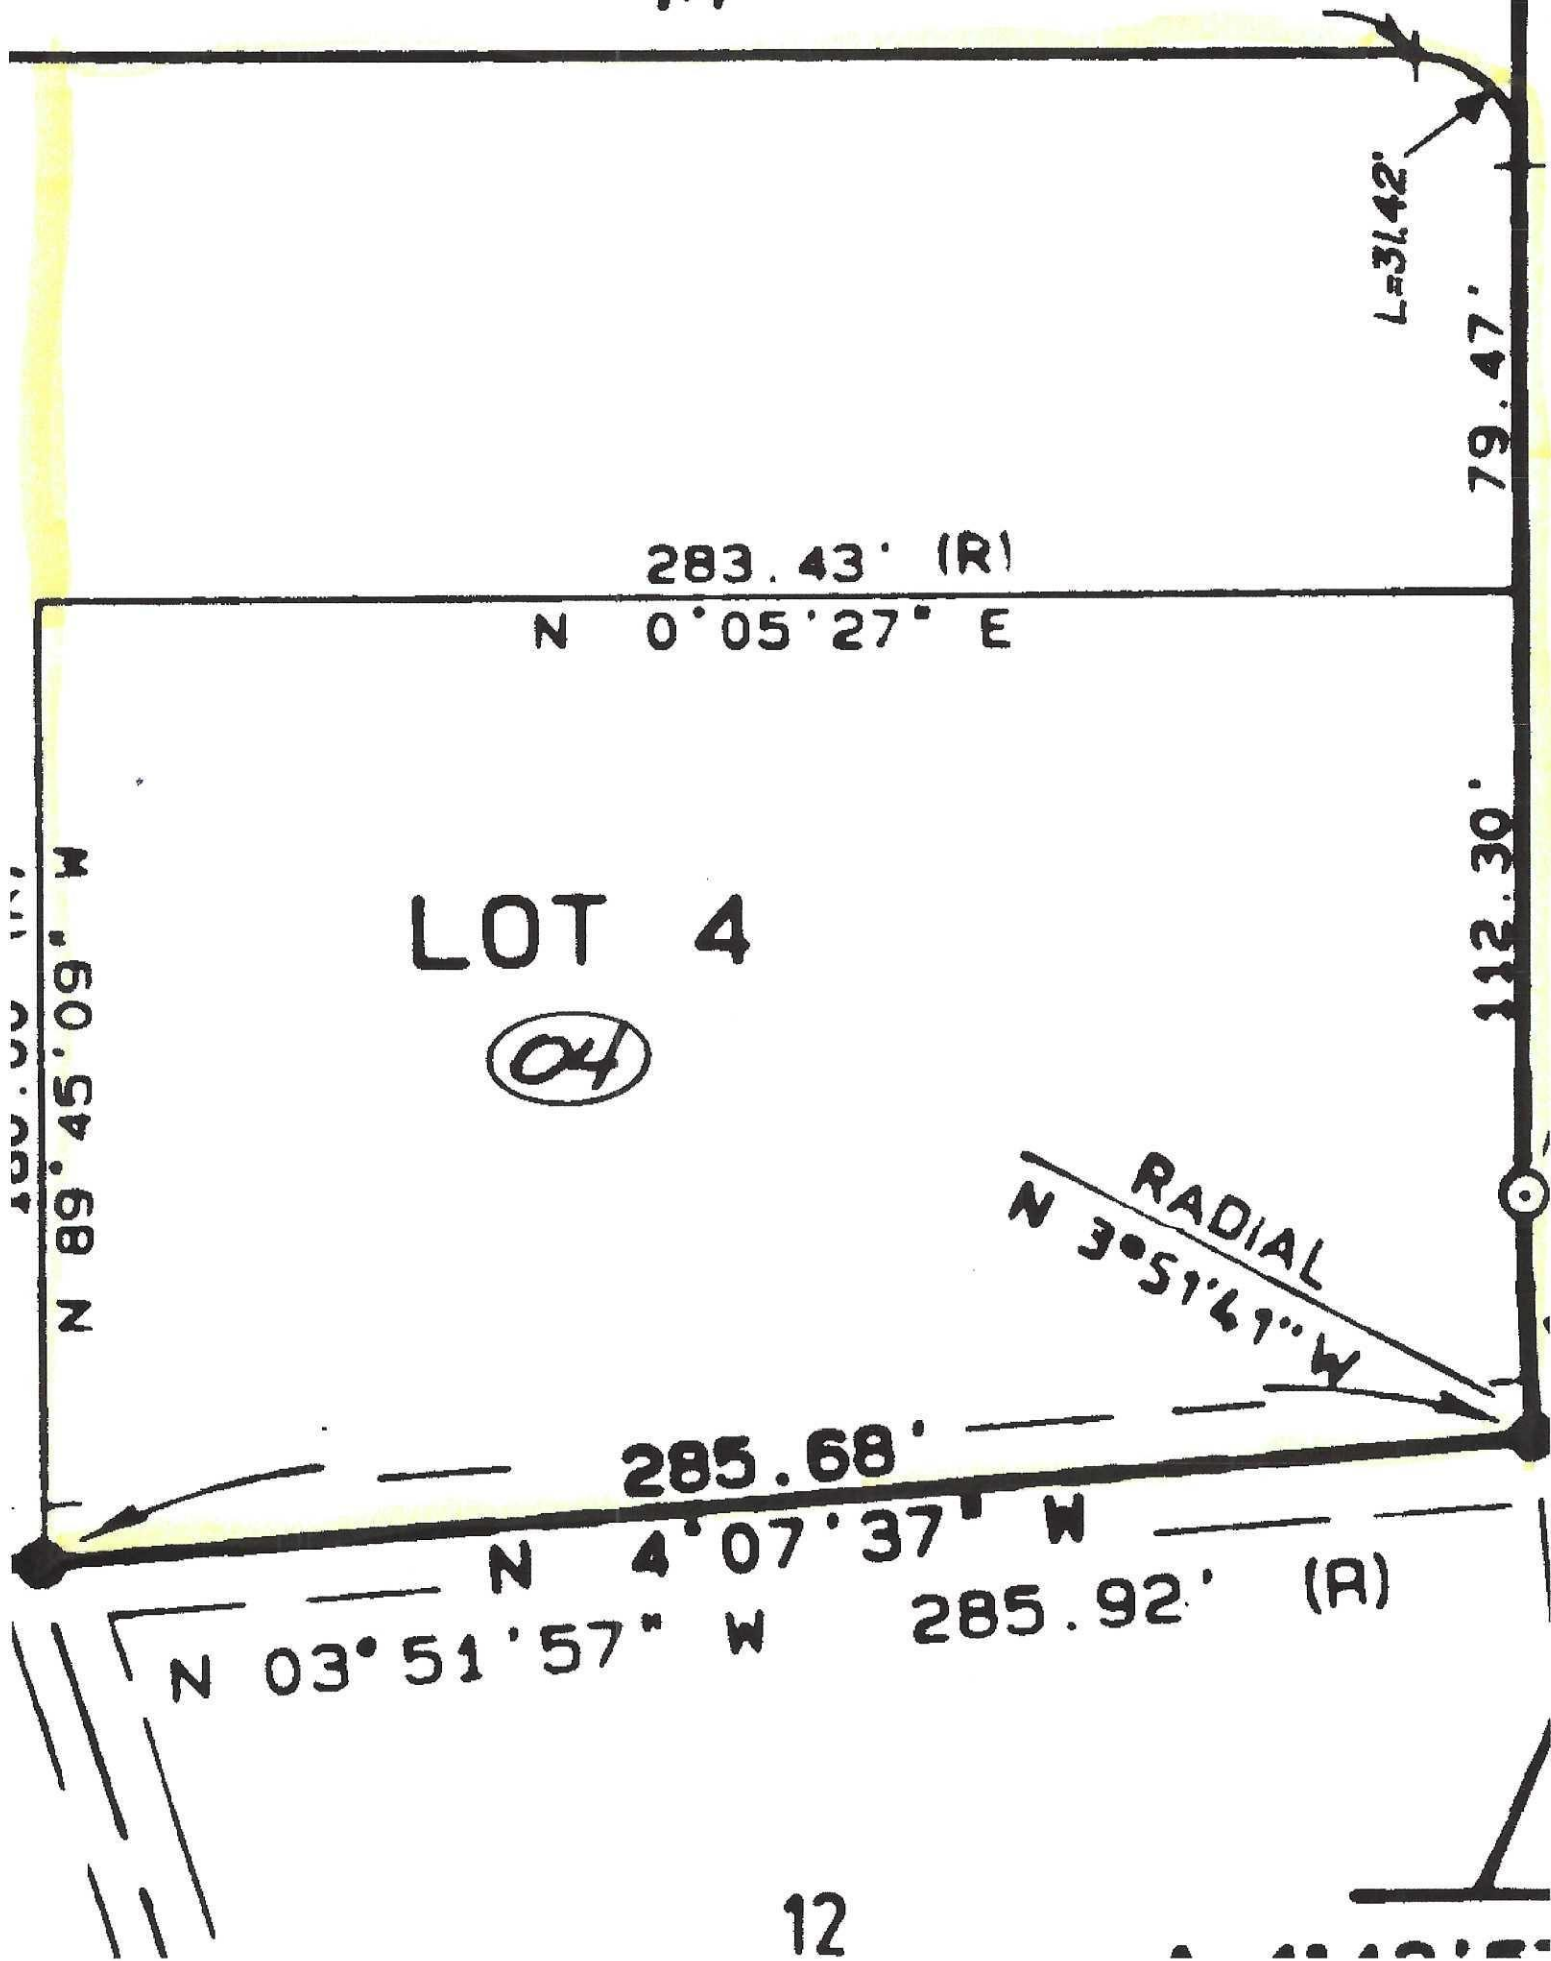 L=31.42'
79.47'
283.43' (R)
N 0°05'27" E
112.30'
N 89°45'09" W
LOT 4
04
RADIAL
N 3°51'41" W
285.68'
N 4°07'37" W
N 03°51'57" W 285.92' (R)
12